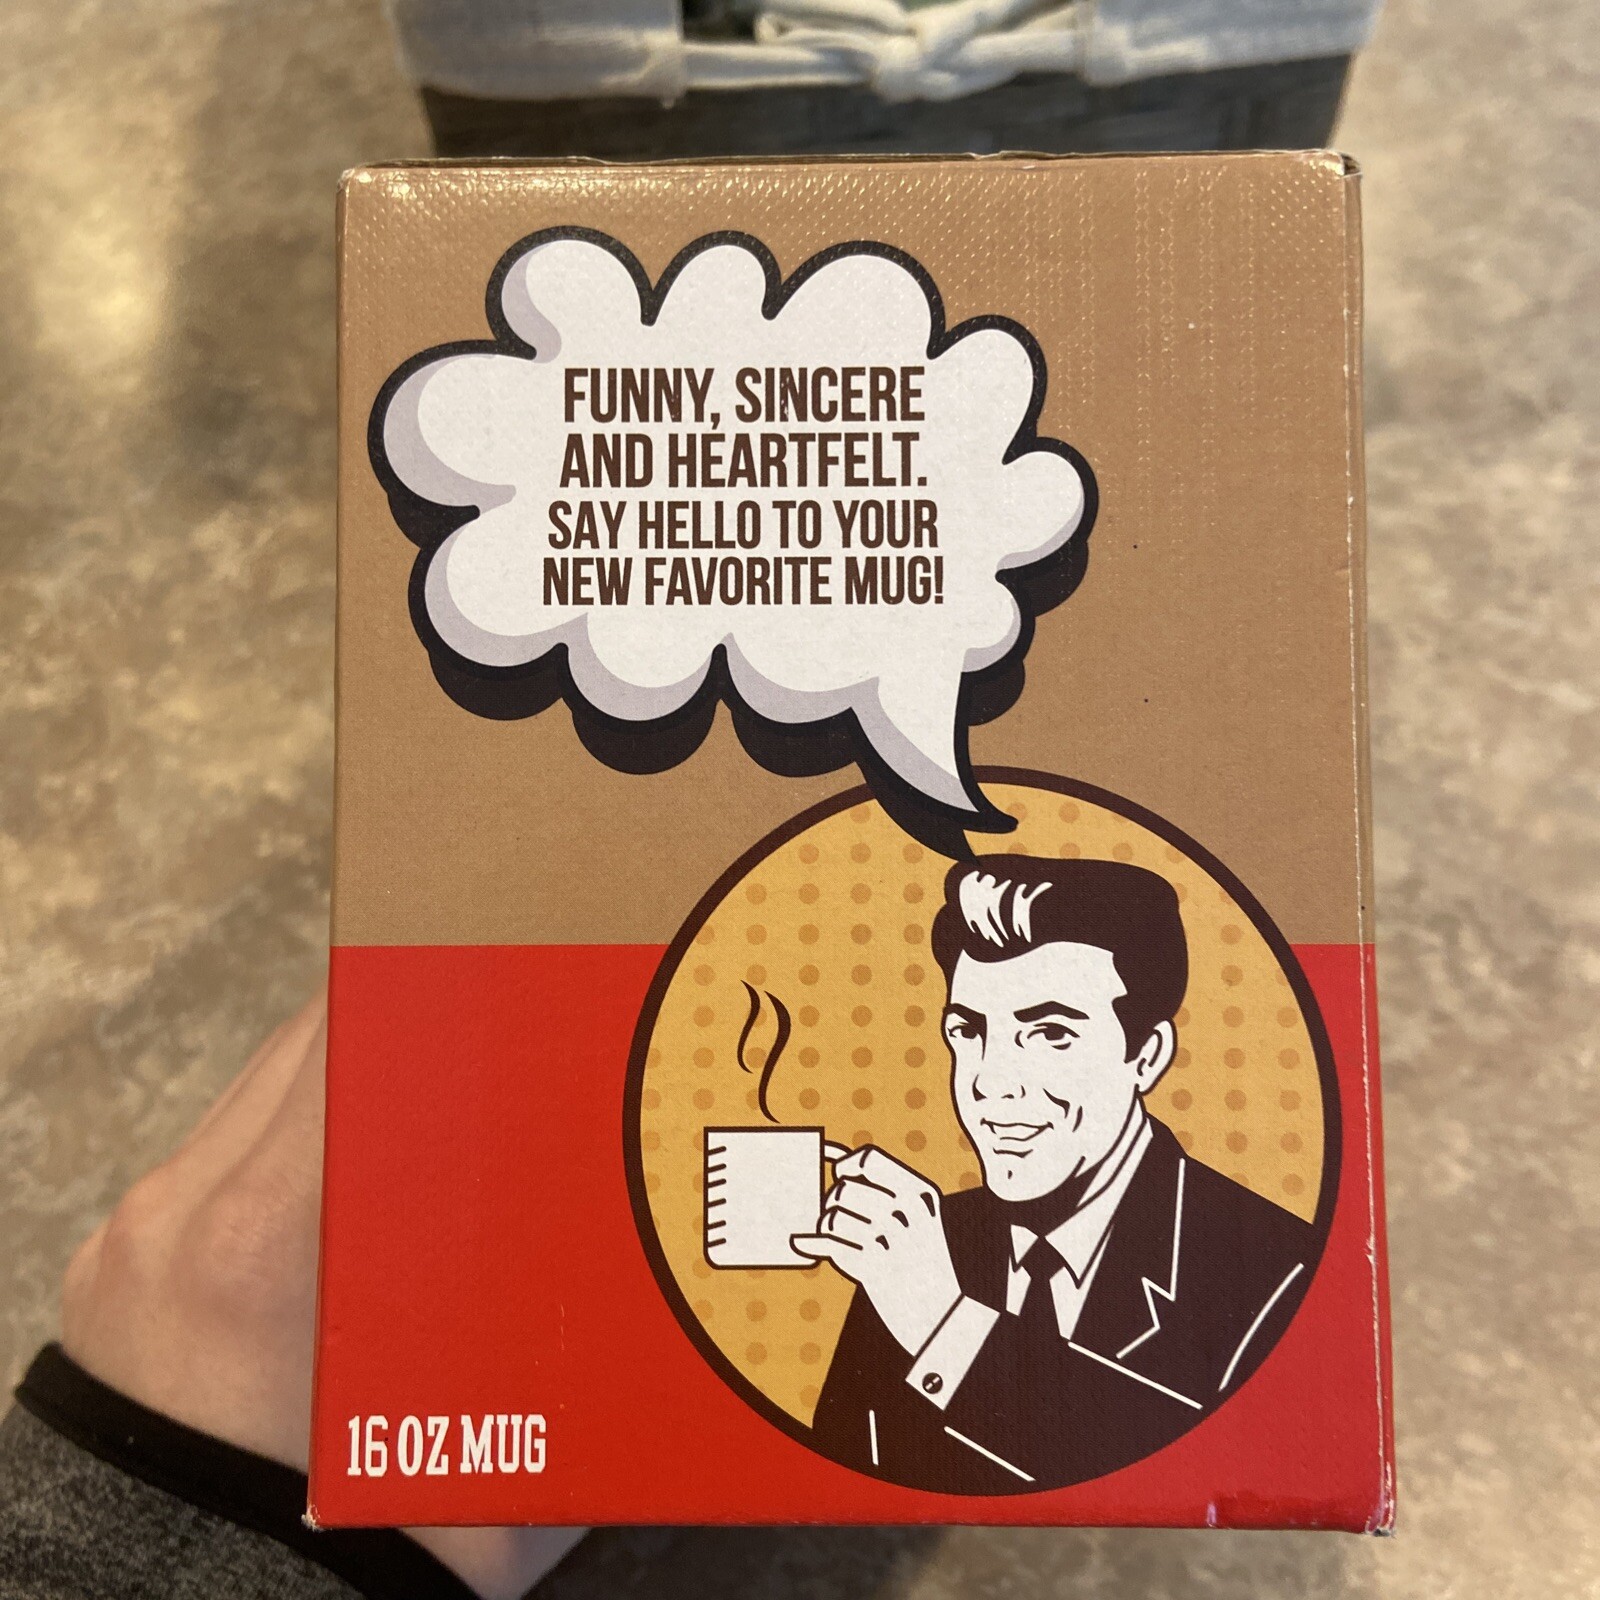 FUNNY, SINCERE
AND HEARTFELT.
SAY HELLO TO YOUR
NEW FAVORITE MUG!
16 OZ MUG